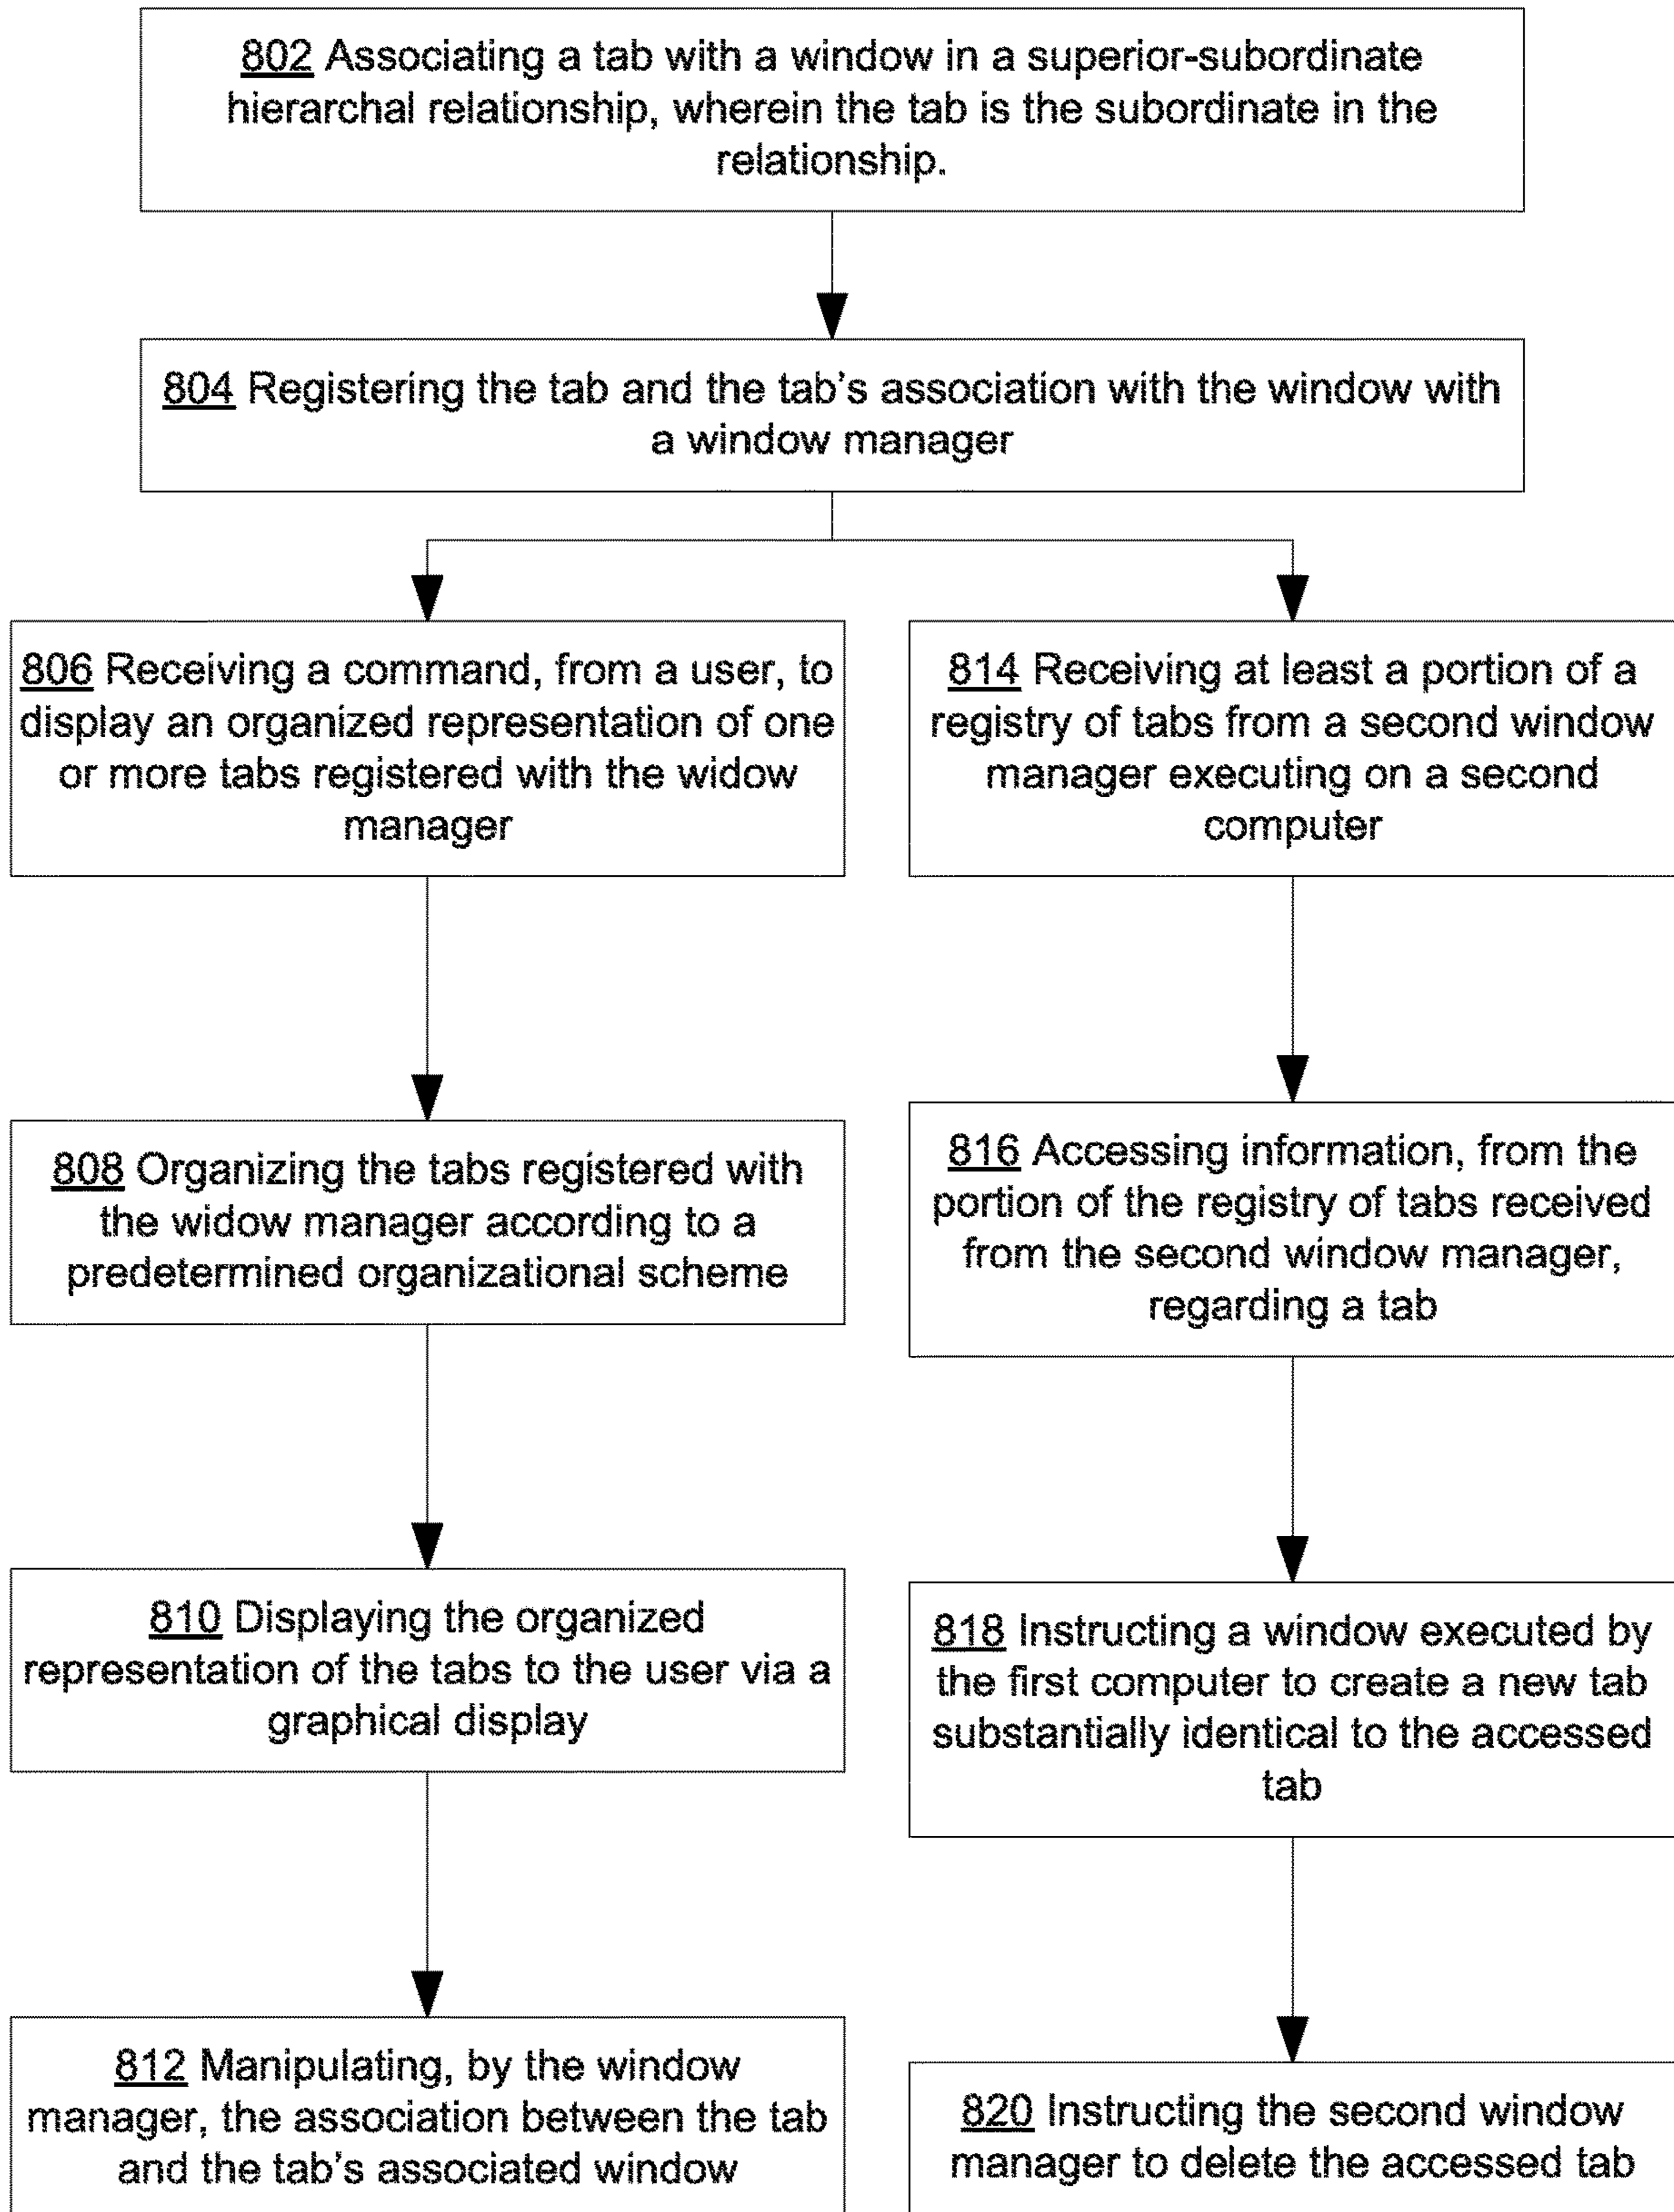 802 Associating a tab with a window in a superior-subordinate
hierarchal relationship, wherein the tab is the subordinate in the
relationship.
804 Registering the tab and the tab's association with the window with
a window manager
806 Receiving a command, from a user, to
display an organized representation of one
or more tabs registered with the widow
manager
808 Organizing the tabs registered with
the widow manager according to a
predetermined organizational scheme
810 Displaying the organized
representation of the tabs to the user via a
graphical display
812 Manipulating, by the window
manager, the association between the tab
and the tab's associated window
814 Receiving at least a portion of a
registry of tabs from a second window
manager executing on a second
computer
816 Accessing information, from the
portion of the registry of tabs received
from the second window manager,
regarding a tab
818 Instructing a window executed by
the first computer to create a new tab
substantially identical to the accessed
tab
820 Instructing the second window
manager to delete the accessed tab